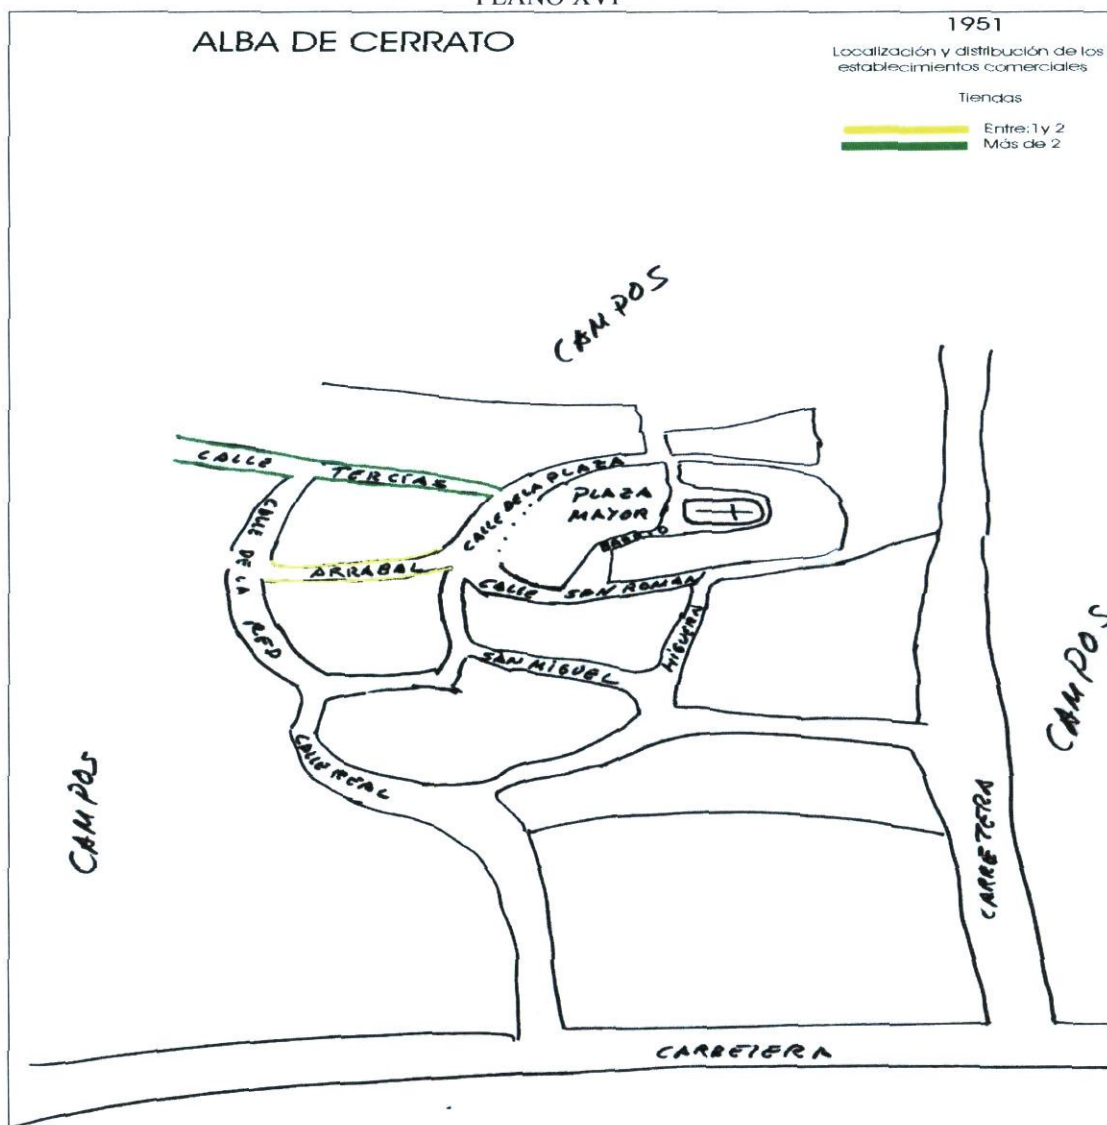 PLANO XVI
ALBA DE CERRATO
1951
Localización y distribución de los
establecimientos comerciales
Tiendas
Entre:1y 2
Más de 2
CAMPOS
CALLE TERCIAS
CALLE DE LA PLAZA
PLAZA
MAYOR
CALLE DE LA RED
ARRABAL
CALLE SAN ROMAN
HIGUERA
SAN MIGUEL
CAMPOS
CALLE REAL
CAMPOS
CARRETERA
CARRETERA